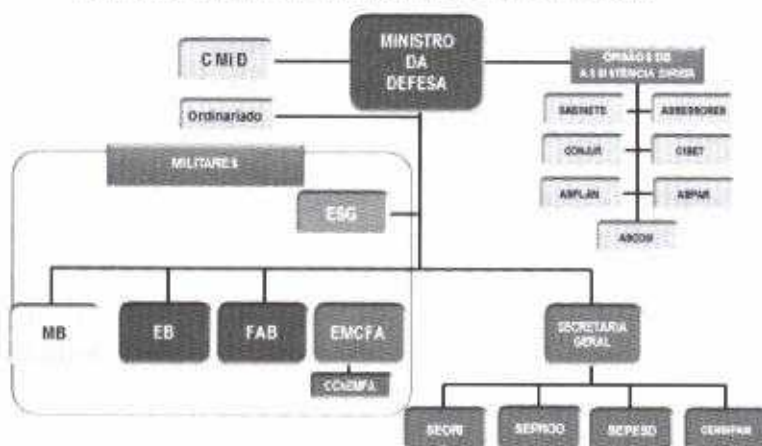 MINISTRO
DA
DEFESA
CMID
Ordinariado
ÓRGÃOS DE
ASSISTÊNCIA DIRETA
GABINETE
ASSESSORES
CONJUR
CISET
ASPLAN
ASPAR
ASCOM
MILITARES
ESG
MB
EB
FAB
EMCFA
SECRETARIA
GERAL
SEORI
SEPROD
SEPESD
CENSIPAM